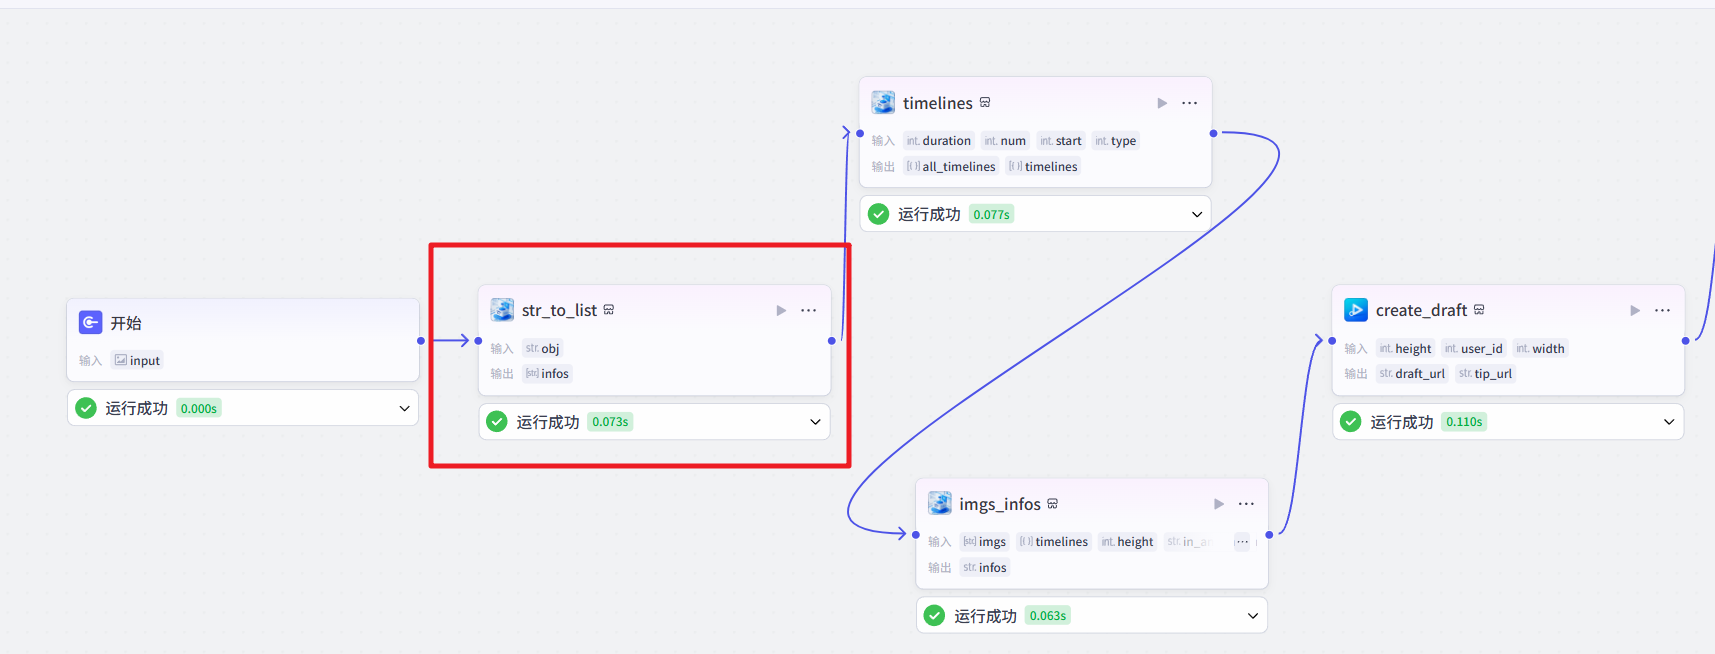 timelines
输入 int. duration int. num int. start int. type
输出 [{}] all_timelines [{}] timelines
运行成功 0.077s
开始
输入 input
运行成功 0.000s
str_to_list
输入 str. obj
输出 [str] infos
运行成功 0.073s
create_draft
输入 int. height int. user_id int. width
输出 str. draft_url str. tip_url
运行成功 0.110s
imgs_infos
输入 [str] imgs [{}] timelines int. height str. in_a
输出 str. infos
运行成功 0.063s